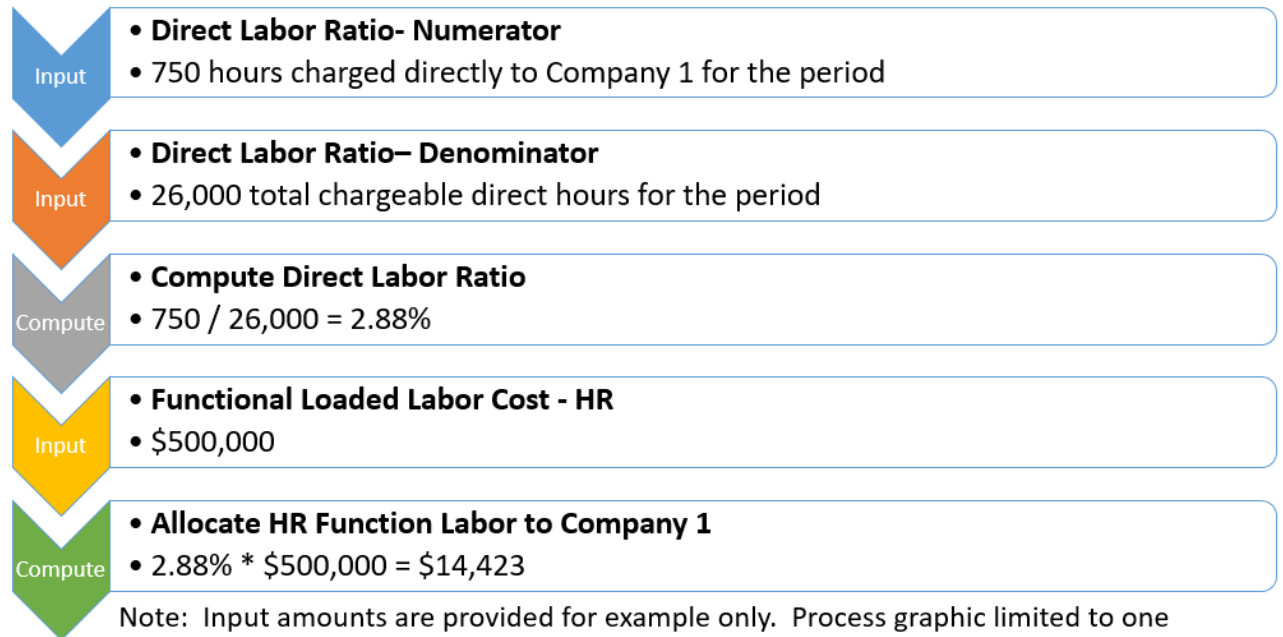 Input
• Direct Labor Ratio- Numerator
• 750 hours charged directly to Company 1 for the period
Input
• Direct Labor Ratio– Denominator
• 26,000 total chargeable direct hours for the period
Compute
• Compute Direct Labor Ratio
• 750 / 26,000 = 2.88%
Input
• Functional Loaded Labor Cost - HR
• $500,000
Compute
• Allocate HR Function Labor to Company 1
• 2.88% * $500,000 = $14,423
Note:  Input amounts are provided for example only.  Process graphic limited to one